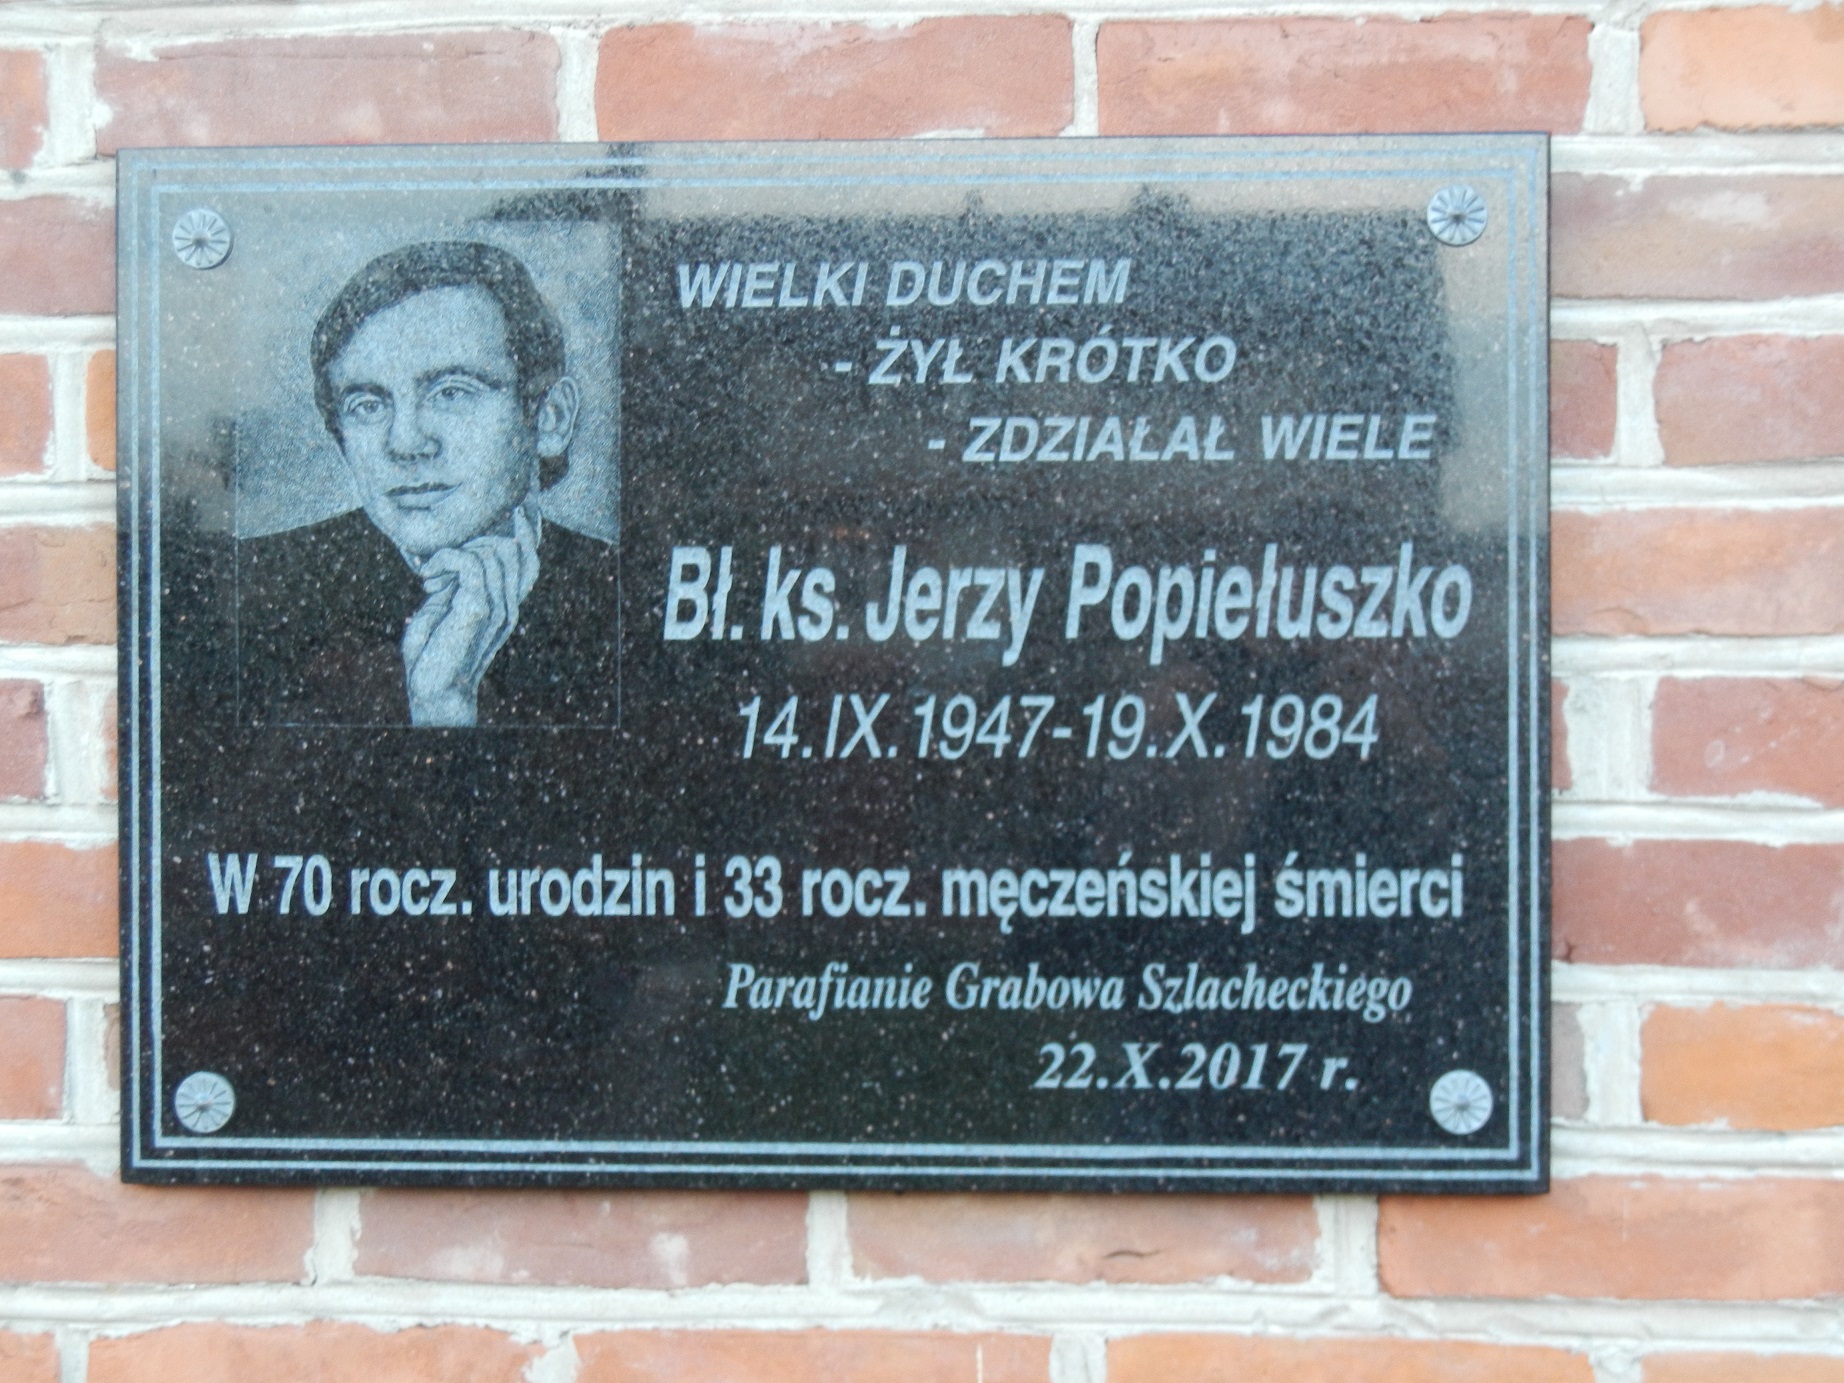 WIELKI DUCHEM
- ŻYŁ KRÓTKO
- ZDZIAŁAŁ WIELE
Bł. ks. Jerzy Popiełuszko
14.IX.1947-19.X.1984
W 70 rocz. urodzin i 33 rocz. męczeńskiej śmierci
Parafianie Grabowa Szlacheckiego
22.X.2017 r.